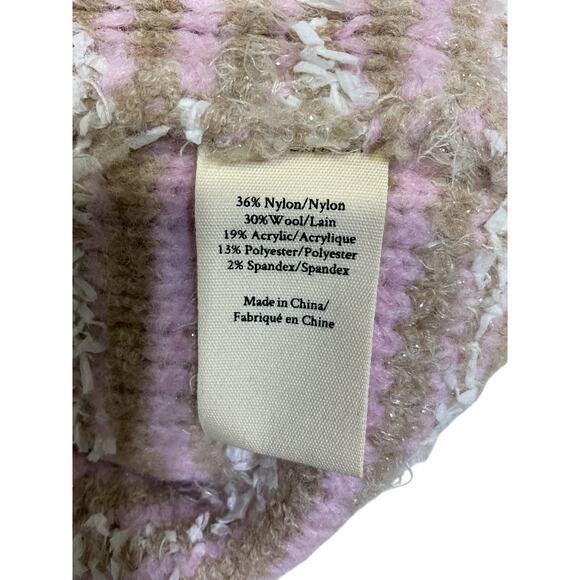 36% Nylon/Nylon
30%Wool/Lain
19% Acrylic/Acrylique
13% Polyester/Polyester
2% Spandex/Spandex
Made in China/
Fabriqué en Chine